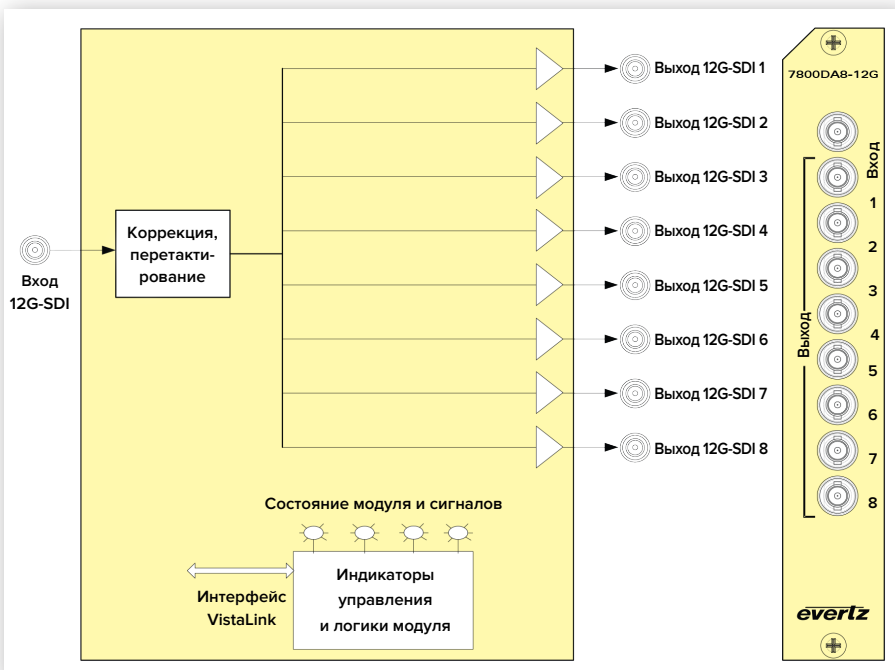 Вход
12G-SDI
Коррекция,
перетакти-
рование
Выход 12G-SDI 1
Выход 12G-SDI 2
Выход 12G-SDI 3
Выход 12G-SDI 4
Выход 12G-SDI 5
Выход 12G-SDI 6
Выход 12G-SDI 7
Выход 12G-SDI 8
Состояние модуля и сигналов
Интерфейс
VistaLink
Индикаторы
управления
и логики модуля
7800DA8-12G
Вход
Выход
1
2
3
4
5
6
7
8
evertz